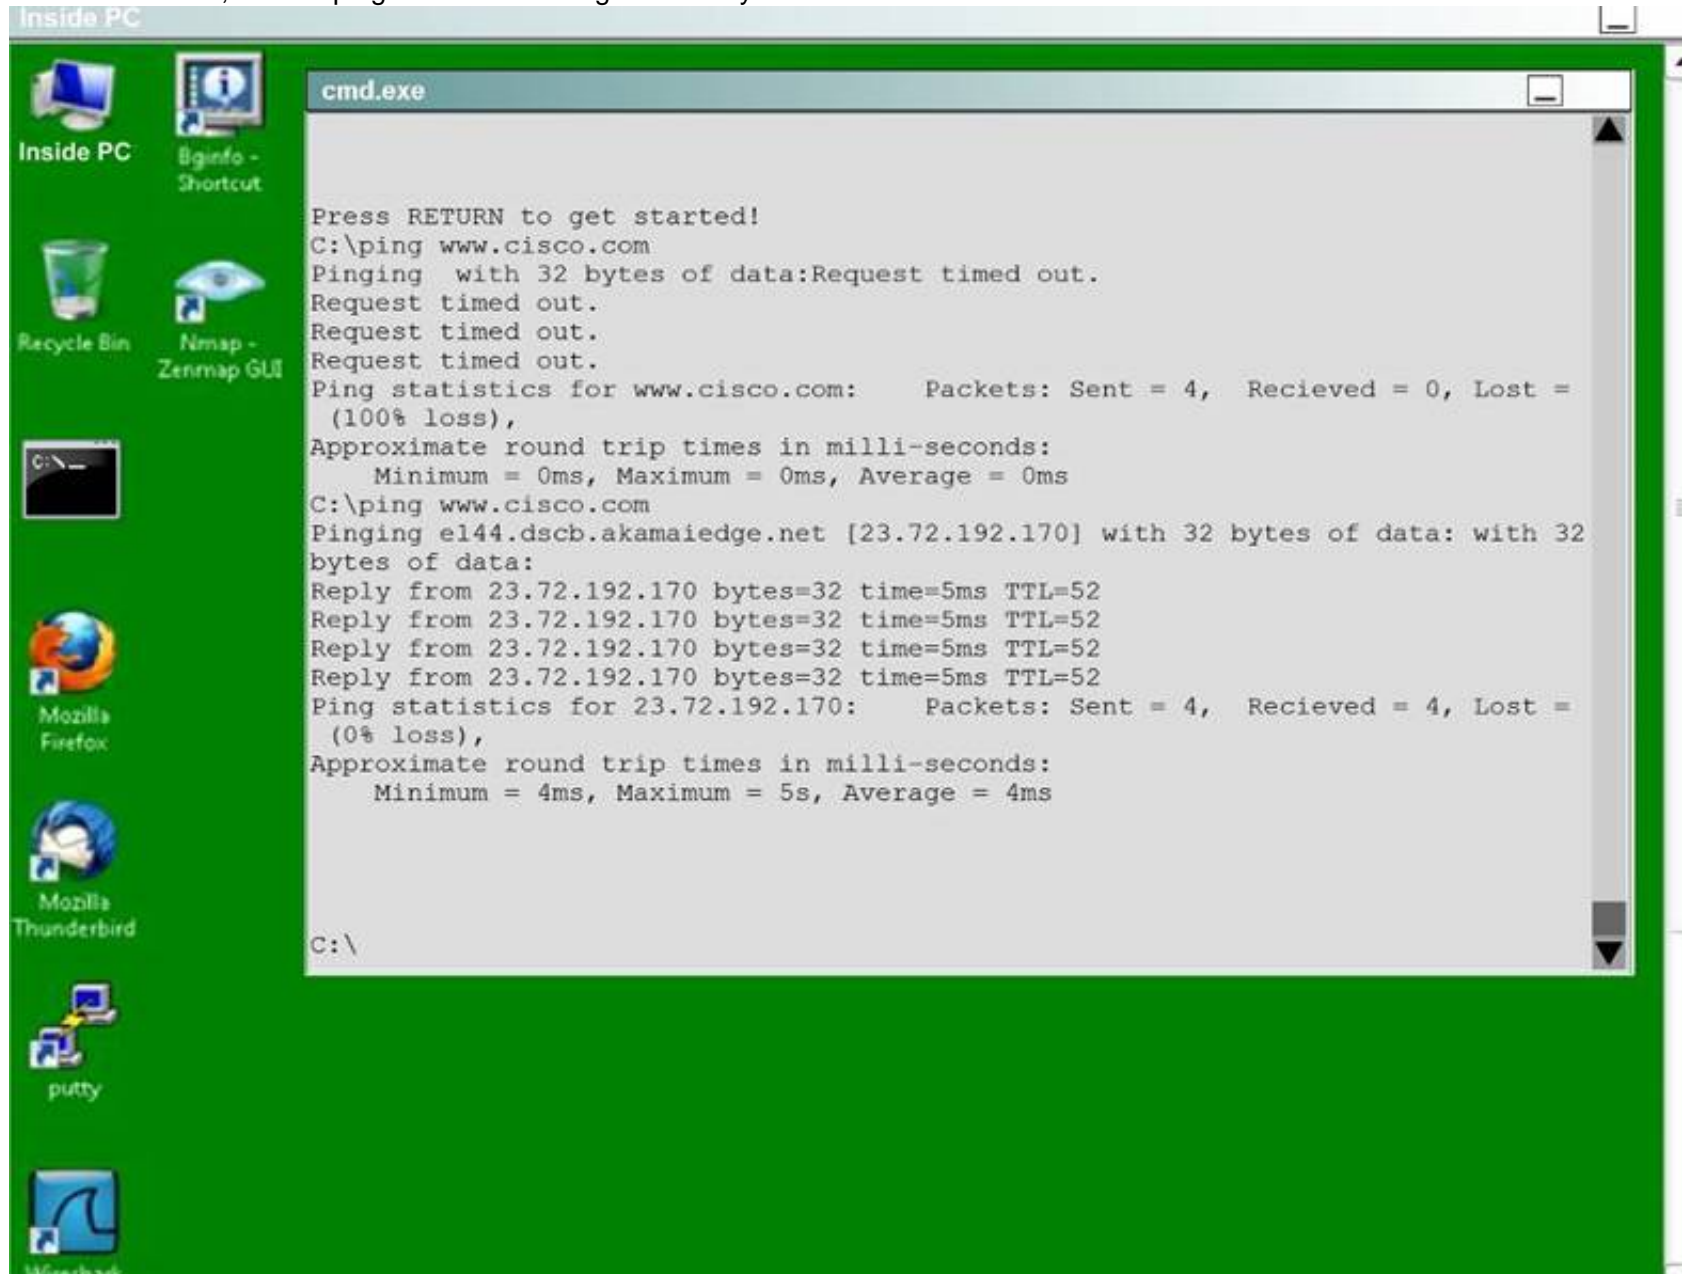 Inside PC
Inside PC
Bginfo -
Shortcut
Recycle Bin
Nmap -
Zenmap GUI
C:\_
Mozilla
Firefox
Mozilla
Thunderbird
putty
cmd.exe
Press RETURN to get started!
C:\ping www.cisco.com
Pinging  with 32 bytes of data:Request timed out.
Request timed out.
Request timed out.
Request timed out.
Ping statistics for www.cisco.com:    Packets: Sent = 4,  Recieved = 0, Lost =
(100% loss),
Approximate round trip times in milli-seconds:
Minimum = 0ms, Maximum = 0ms, Average = 0ms
C:\ping www.cisco.com
Pinging e144.dscb.akamaiedge.net [23.72.192.170] with 32 bytes of data: with 32
bytes of data:
Reply from 23.72.192.170 bytes=32 time=5ms TTL=52
Reply from 23.72.192.170 bytes=32 time=5ms TTL=52
Reply from 23.72.192.170 bytes=32 time=5ms TTL=52
Reply from 23.72.192.170 bytes=32 time=5ms TTL=52
Ping statistics for 23.72.192.170:    Packets: Sent = 4,  Recieved = 4, Lost =
(0% loss),
Approximate round trip times in milli-seconds:
Minimum = 4ms, Maximum = 5s, Average = 4ms
C:\